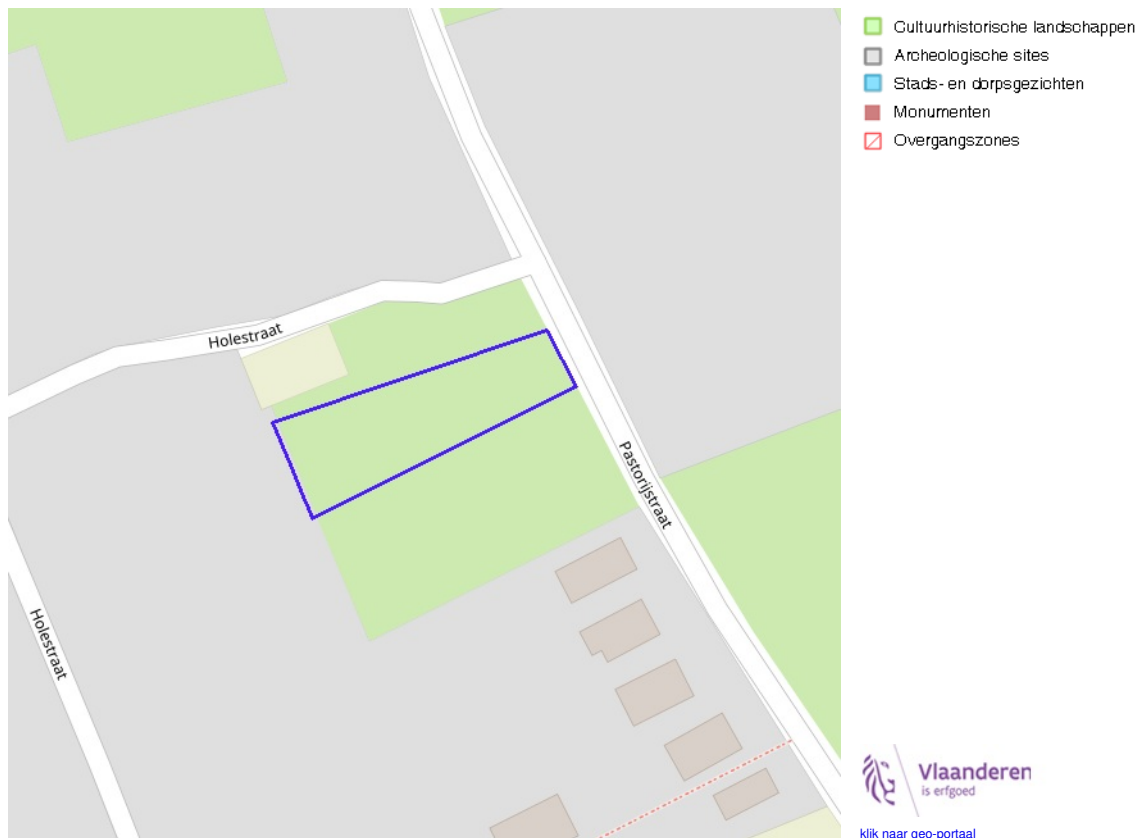 Cultuurhistorische landschappen
Archeologische sites
Stads- en dorpsgezichten
Monumenten
Overgangszones
Holestraat
Pastorijstraat
Holestraat
Vlaanderen
is erfgoed
klik naar geo-portaal